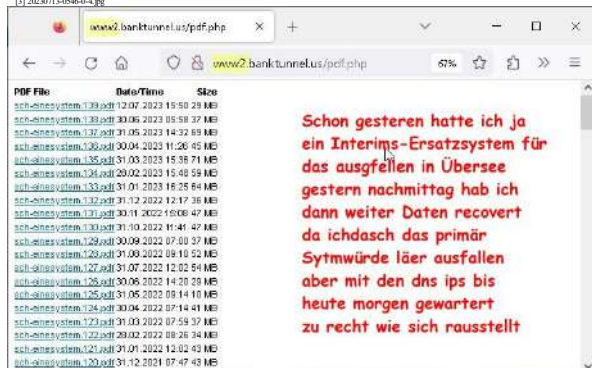 [3] 20230713-0546-0-4.jpg
www2.banktunnel.us/pdf.php
www2.banktunnel.us/pdf.php 67%
PDF File Date/Time Size
sch-einesystem.139.pdf 12.07.2023 15:50 29 MB
sch-einesystem.138.pdf 30.06.2023 05:58 37 MB
sch-einesystem.137.pdf 31.05.2023 14:32 69 MB
sch-einesystem.136.pdf 30.04.2023 11:26 45 MB
sch-einesystem.135.pdf 31.03.2023 15:36 71 MB
sch-einesystem.134.pdf 28.02.2023 15:48 59 MB
sch-einesystem.133.pdf 31.01.2023 16:25 64 MB
sch-einesystem.132.pdf 31.12.2022 12:17 36 MB
sch-einesystem.131.pdf 30.11.2022 47 MB
sch-einesystem.130.pdf 31.10.2022 11:41 47 MB
sch-einesystem.129.pdf 30.09.2022 07:00 37 MB
sch-einesystem.128.pdf 31.08.2022 09:10 52 MB
sch-einesystem.127.pdf 31.07.2022 12:02 54 MB
sch-einesystem.126.pdf 30.06.2022 14:20 29 MB
sch-einesystem.125.pdf 31.05.2022 09:14 10 MB
sch-einesystem.124.pdf 30.04.2022 07:14 41 MB
sch-einesystem.123.pdf 31.03.2022 07:59 37 MB
sch-einesystem.122.pdf 28.02.2022 08:26 34 MB
sch-einesystem.121.pdf 31.01.2022 12:02 43 MB
sch-einesystem.120.pdf 31.12.2021 07:47 43 MB
Schon gesteren hatte ich ja
ein Interims-Ersatzsystem für
das ausgfellen in Übersee
gestern nachmittag hab ich
dann weiter Daten recovert
da ichdasch das primär
Sytmwürde läer ausfallen
aber mit den dns ips bis
heute morgen gewartert
zu recht wie sich rausstellt